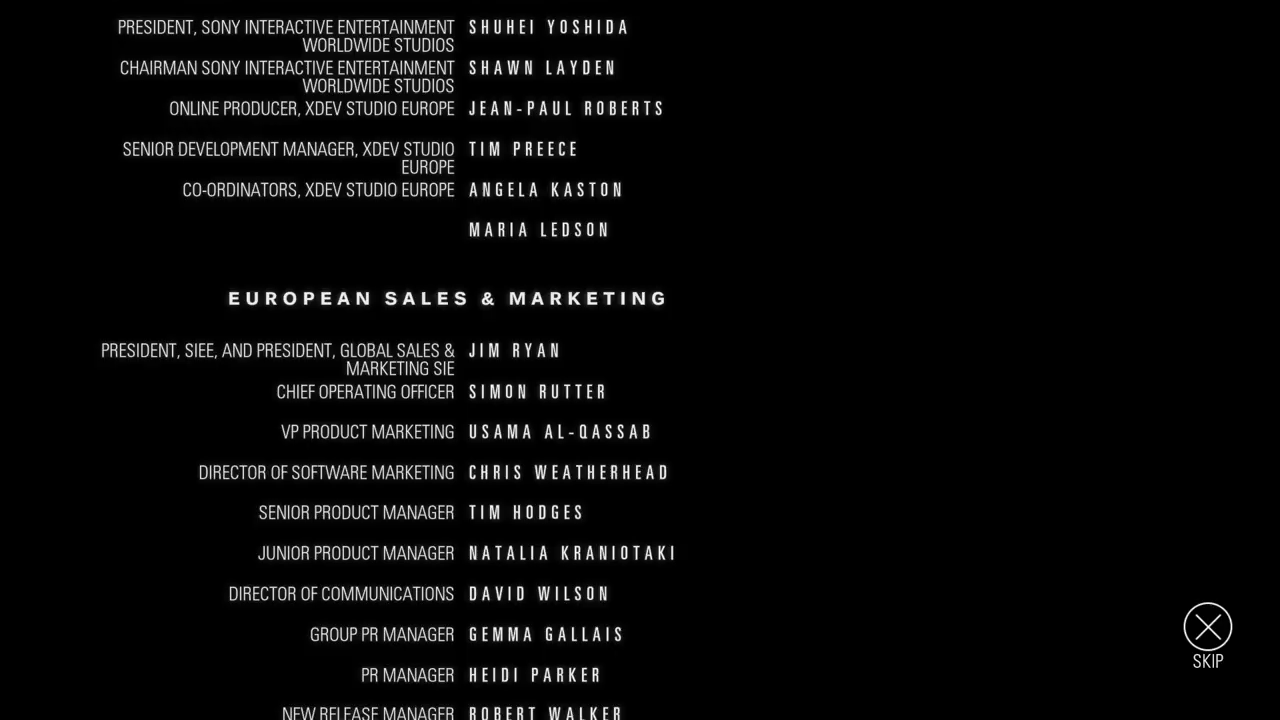 PRESIDENT, SONY INTERACTIVE ENTERTAINMENT SHUHEI YOSHIDA
WORLDWIDE STUDIOS
CHAIRMAN SONY INTERACTIVE ENTERTAINMENT SHAWN LAYDEN
WORLDWIDE STUDIOS
ONLINE PRODUCER, XDEV STUDIO EUROPE JEAN-PAUL ROBERTS
SENIOR DEVELOPMENT MANAGER, XDEV STUDIO TIM PREECE
EUROPE
CO-ORDINATORS, XDEV STUDIO EUROPE ANGELA KASTON
MARIA LEDSON
EUROPEAN SALES & MARKETING
PRESIDENT, SIEE, AND PRESIDENT, GLOBAL SALES & JIM RYAN
MARKETING SIE
CHIEF OPERATING OFFICER SIMON RUTTER
VP PRODUCT MARKETING USAMA AL-QASSAB
DIRECTOR OF SOFTWARE MARKETING CHRIS WEATHERHEAD
SENIOR PRODUCT MANAGER TIM HODGES
JUNIOR PRODUCT MANAGER NATALIA KRANIOTAKI
DIRECTOR OF COMMUNICATIONS DAVID WILSON
GROUP PR MANAGER GEMMA GALLAIS
PR MANAGER HEIDI PARKER
NEW RELEASE MANAGER ROBERT WALKER
SKIP